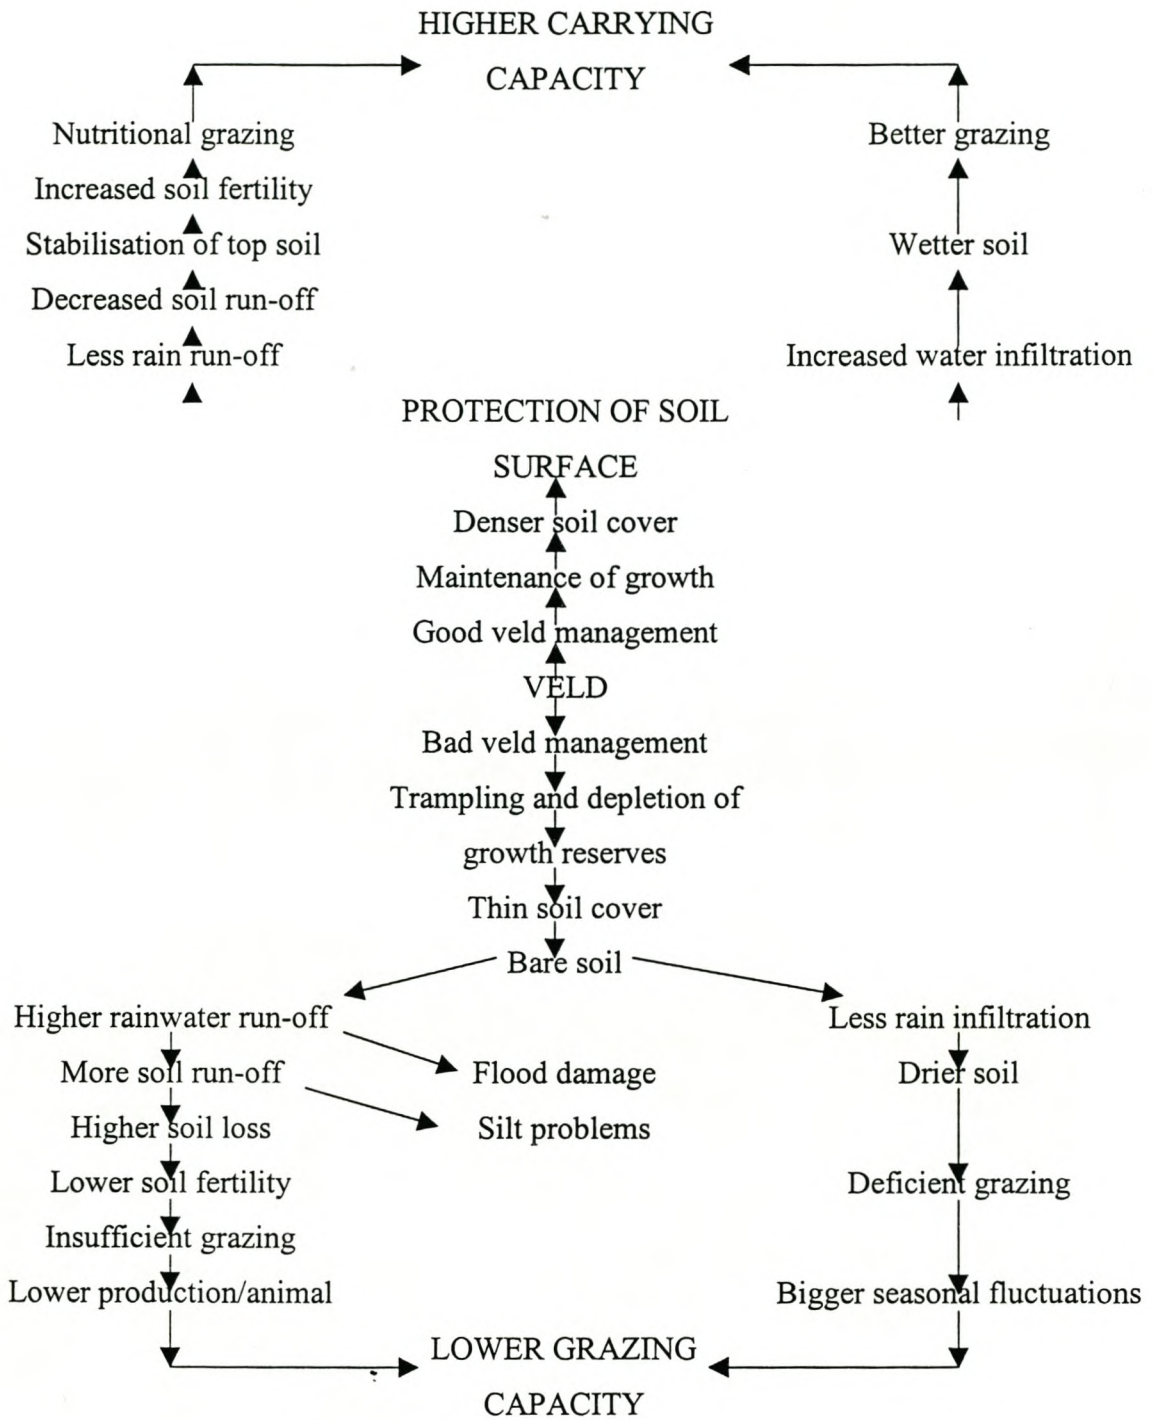 HIGHER CARRYING
CAPACITY
Nutritional grazing
Better grazing
Increased soil fertility
Stabilisation of top soil
Wetter soil
Decreased soil run-off
Less rain run-off
Increased water infiltration
PROTECTION OF SOIL
SURFACE
Denser soil cover
Maintenance of growth
Good veld management
VELD
Bad veld management
Trampling and depletion of
growth reserves
Thin soil cover
Bare soil
Higher rainwater run-off
Less rain infiltration
More soil run-off
Flood damage
Drier soil
Higher soil loss
Silt problems
Lower soil fertility
Deficient grazing
Insufficient grazing
Lower production/animal
Bigger seasonal fluctuations
LOWER GRAZING
CAPACITY